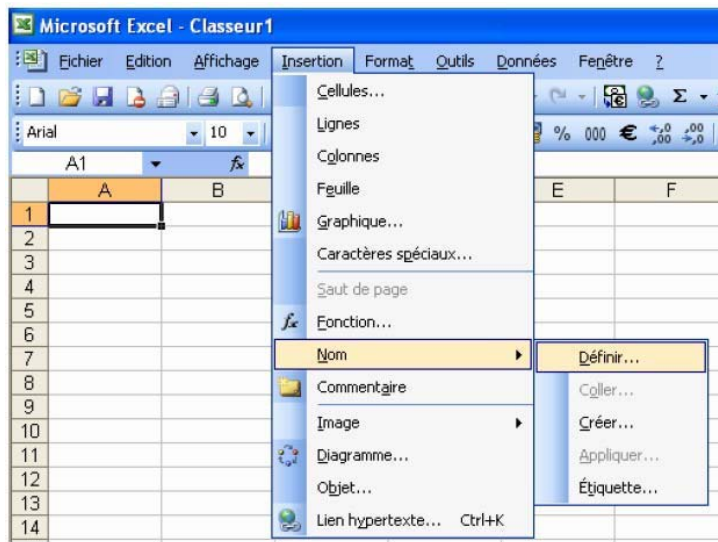 Microsoft Excel - Classeur1
Fichier Edition Affichage Insertion Format Outils Données Fenêtre ?
Arial 10 % 000 €
A1 fx
A B E F
1
2
3
4
5
6
7
8
9
10
11
12
13
14
Cellules...
Lignes
Colonnes
Feuille
Graphique...
Caractères spéciaux...
Saut de page
Fonction...
Nom
Commentaire
Image
Diagramme...
Objet...
Lien hypertexte... Ctrl+K
Définir...
Coller...
Créer...
Appliquer...
Étiquette...